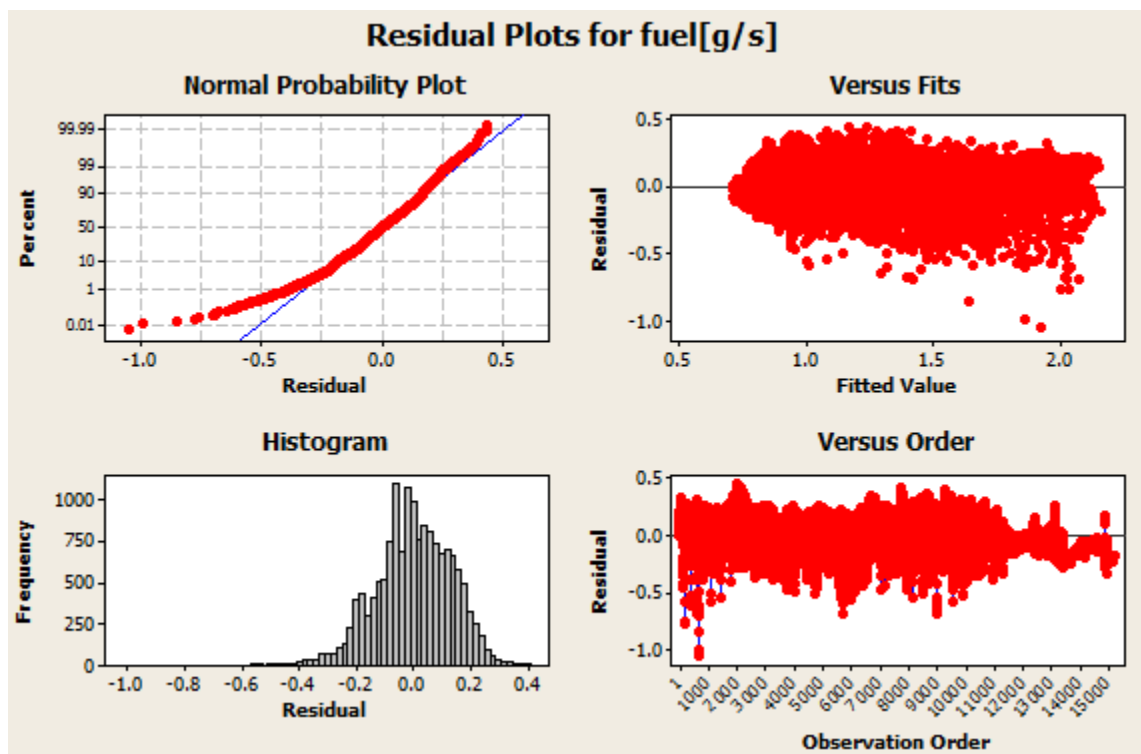 Residual Plots for fuel[g/s]
Normal Probability Plot
Percent
99.99
99
90
50
10
1
0.01
-1.0 -0.5 0.0 0.5
Residual
Versus Fits
Residual
0.5
0.0
-0.5
-1.0
0.5 1.0 1.5 2.0
Fitted Value
Histogram
Frequency
1000
750
500
250
0
-1.0 -0.8 -0.6 -0.4 -0.2 0.0 0.2 0.4
Residual
Versus Order
Residual
0.5
0.0
-0.5
-1.0
1 1000 2000 3000 4000 5000 6000 7000 8000 9000 10000 11000 12000 13000 14000 15000
Observation Order